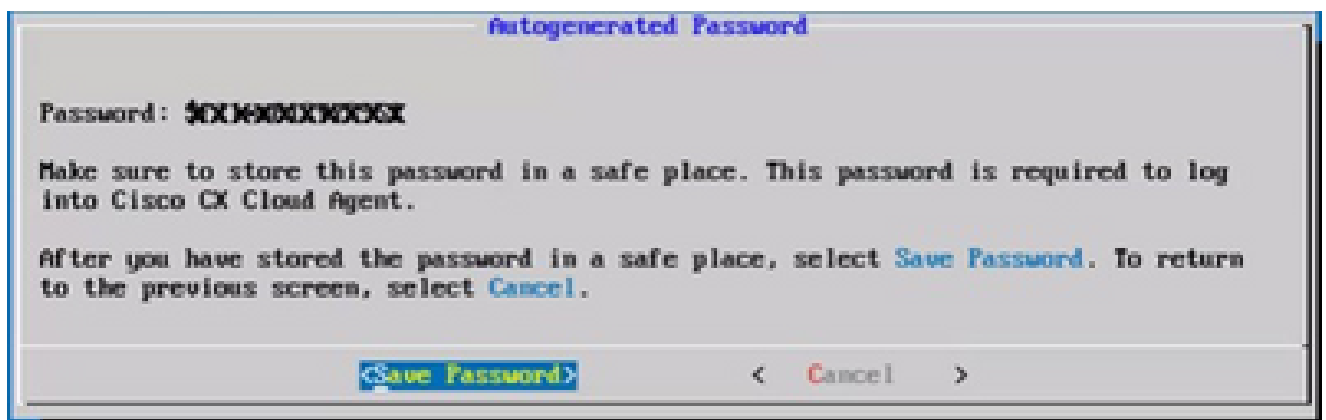 Autogenerated Password
Password:
Make sure to store this password in a safe place. This password is required to log
into Cisco CX Cloud Agent.
After you have stored the password in a safe place, select Save Password. To return
to the previous screen, select Cancel.
<Save Password> < Cancel >